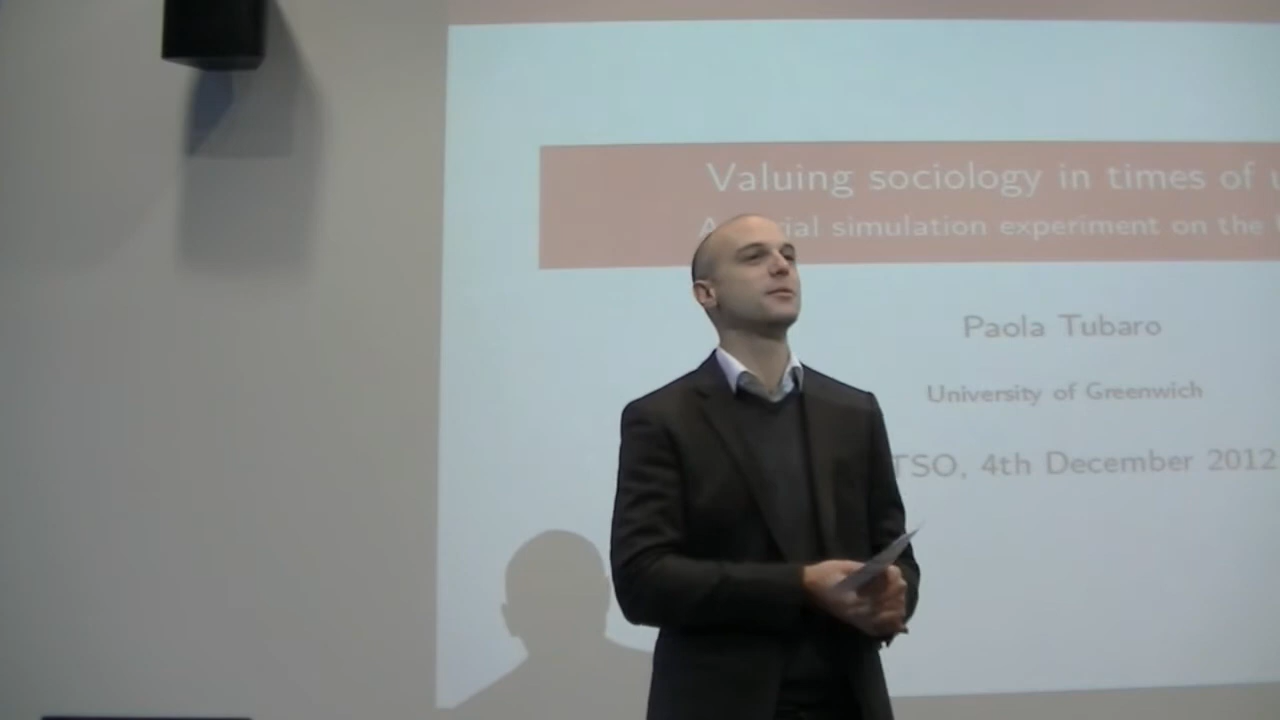 Valuing sociology in times of
simulation experiment on the
Paola Tubaro
University of Greenwich
TSO, 4th December 2012